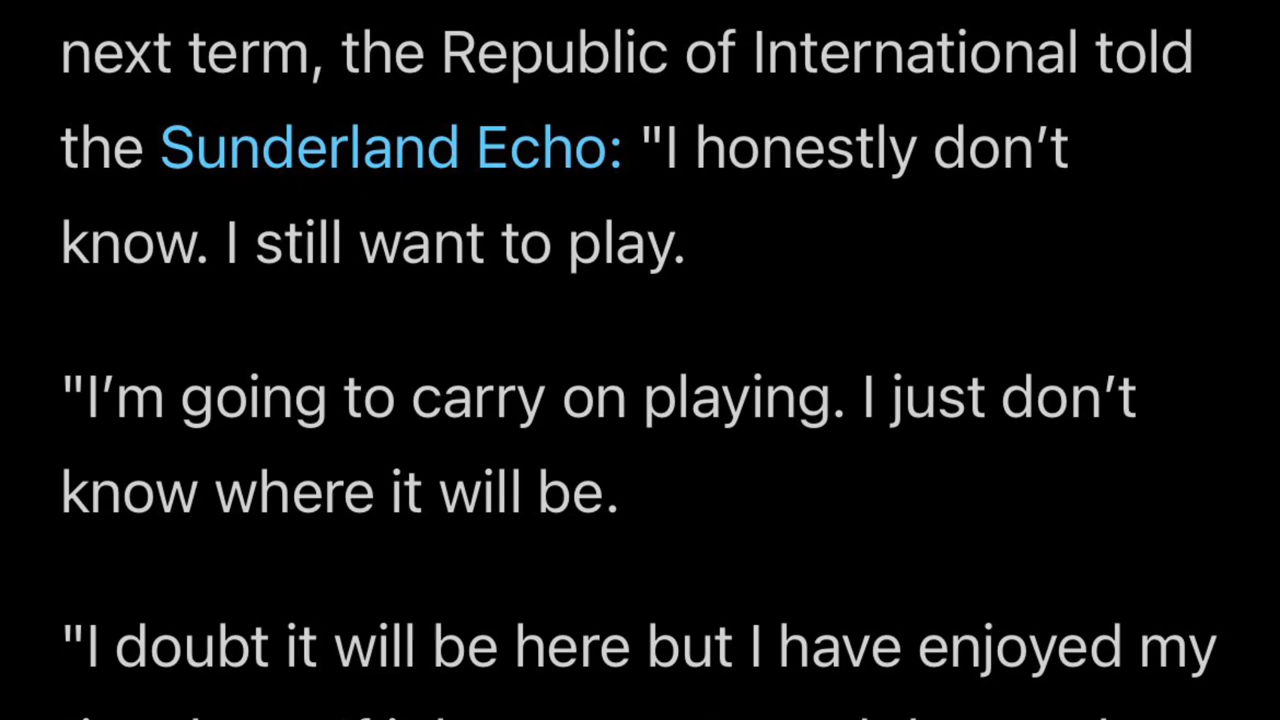 next term, the Republic of International told
the Sunderland Echo: "I honestly don’t
know. I still want to play.
"I’m going to carry on playing. I just don’t
know where it will be.
"I doubt it will be here but I have enjoyed my